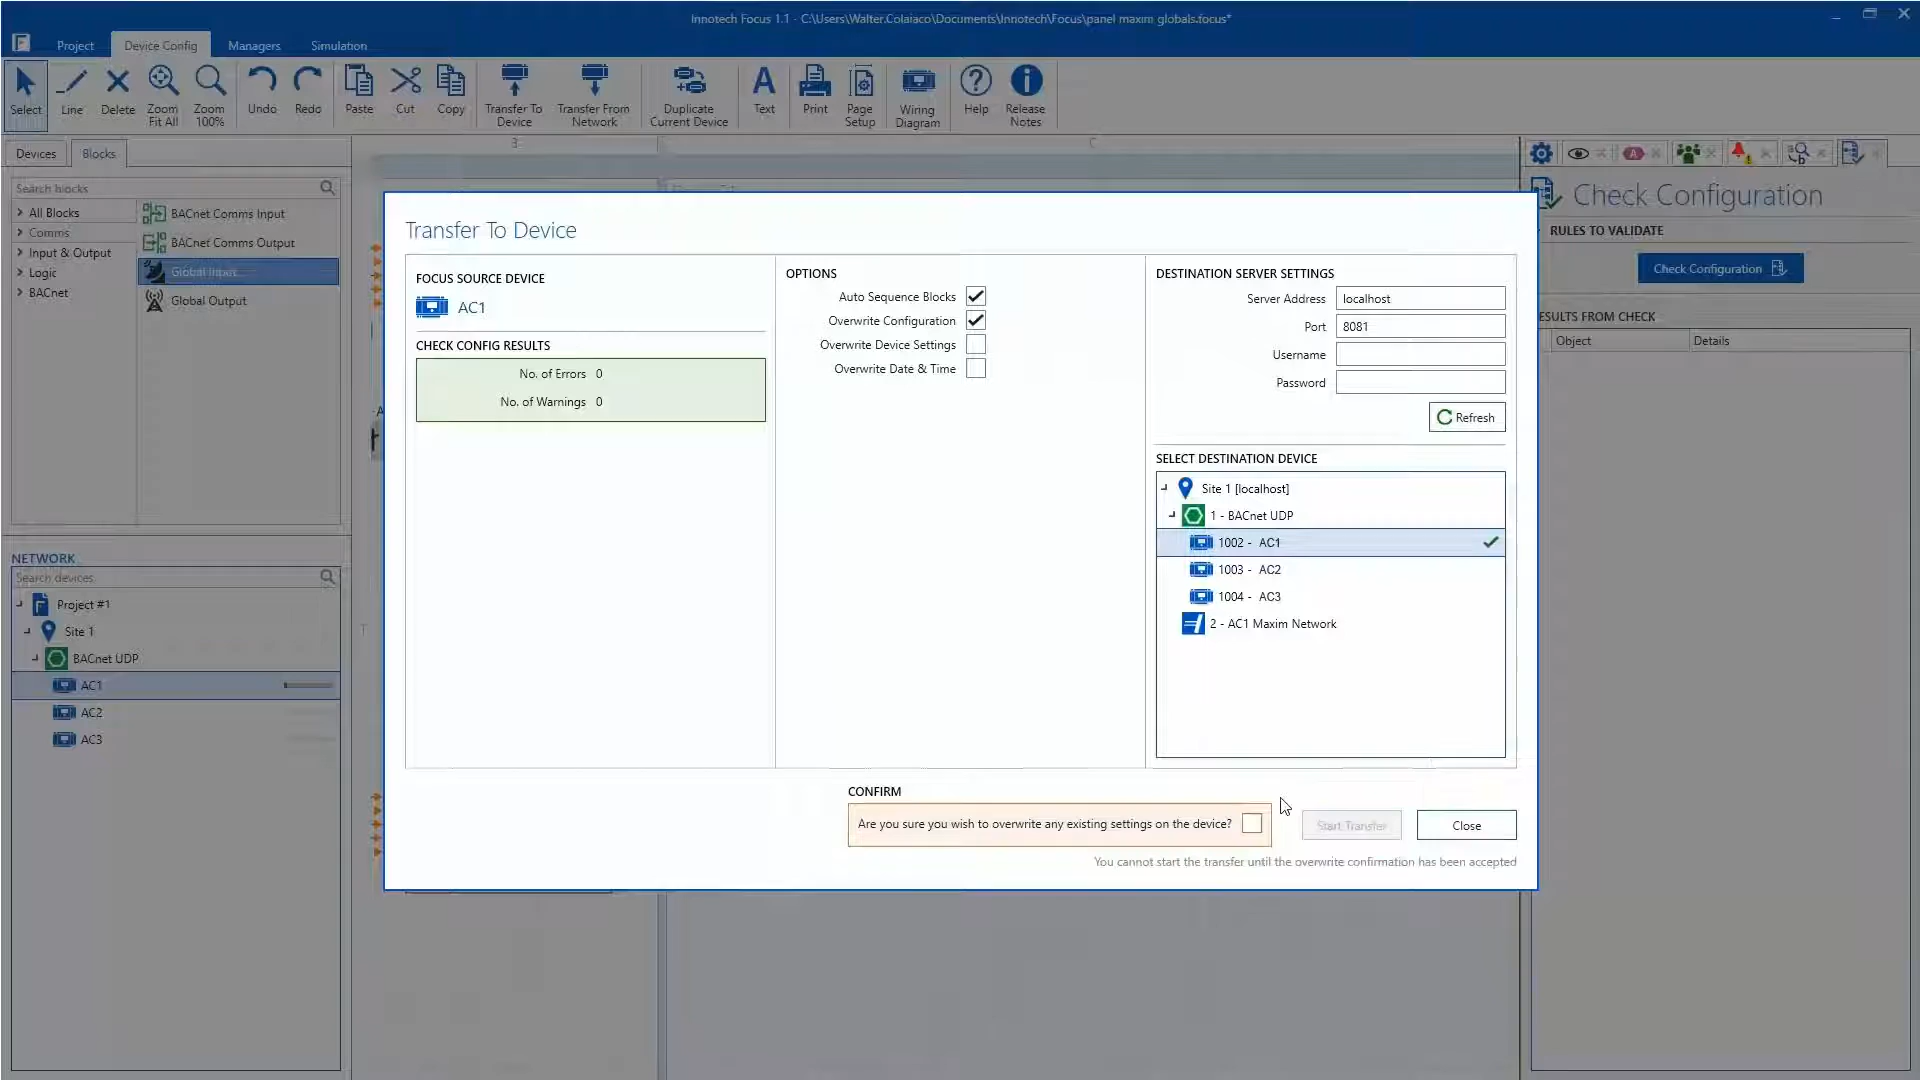 Innotech Focus 1.1 - C:\Users\Walter.Colaiaco\Documents\Innotech\Focus\panel maxim globals.focus*
Project
Device Config
Managers
Simulation
Select
Line
Delete
Zoom Fit All
Zoom 100%
Undo
Redo
Paste
Cut
Copy
Transfer To Device
Transfer From Network
Duplicate Current Device
Text
Print
Page Setup
Wiring Diagram
Help
Release Notes
Devices
Blocks
Search blocks
All Blocks
Comms
Input & Output
Logic
BACnet
BACnet Comms Input
BACnet Comms Output
Global Input
Global Output
NETWORK
Search devices
Project #1
Site 1
BACnet UDP
AC1
AC2
AC3
Transfer To Device
FOCUS SOURCE DEVICE
AC1
CHECK CONFIG RESULTS
No. of Errors 0
No. of Warnings 0
OPTIONS
Auto Sequence Blocks
Overwrite Configuration
Overwrite Device Settings
Overwrite Date & Time
DESTINATION SERVER SETTINGS
Server Address localhost
Port 8081
Username
Password
Refresh
SELECT DESTINATION DEVICE
Site 1 [localhost]
1 - BACnet UDP
1002 - AC1
1003 - AC2
1004 - AC3
2 - AC1 Maxim Network
CONFIRM
Are you sure you wish to overwrite any existing settings on the device?
Start Transfer
Close
You cannot start the transfer until the overwrite confirmation has been accepted
Check Configuration
RULES TO VALIDATE
Check Configuration
ESULTS FROM CHECK
Object
Details